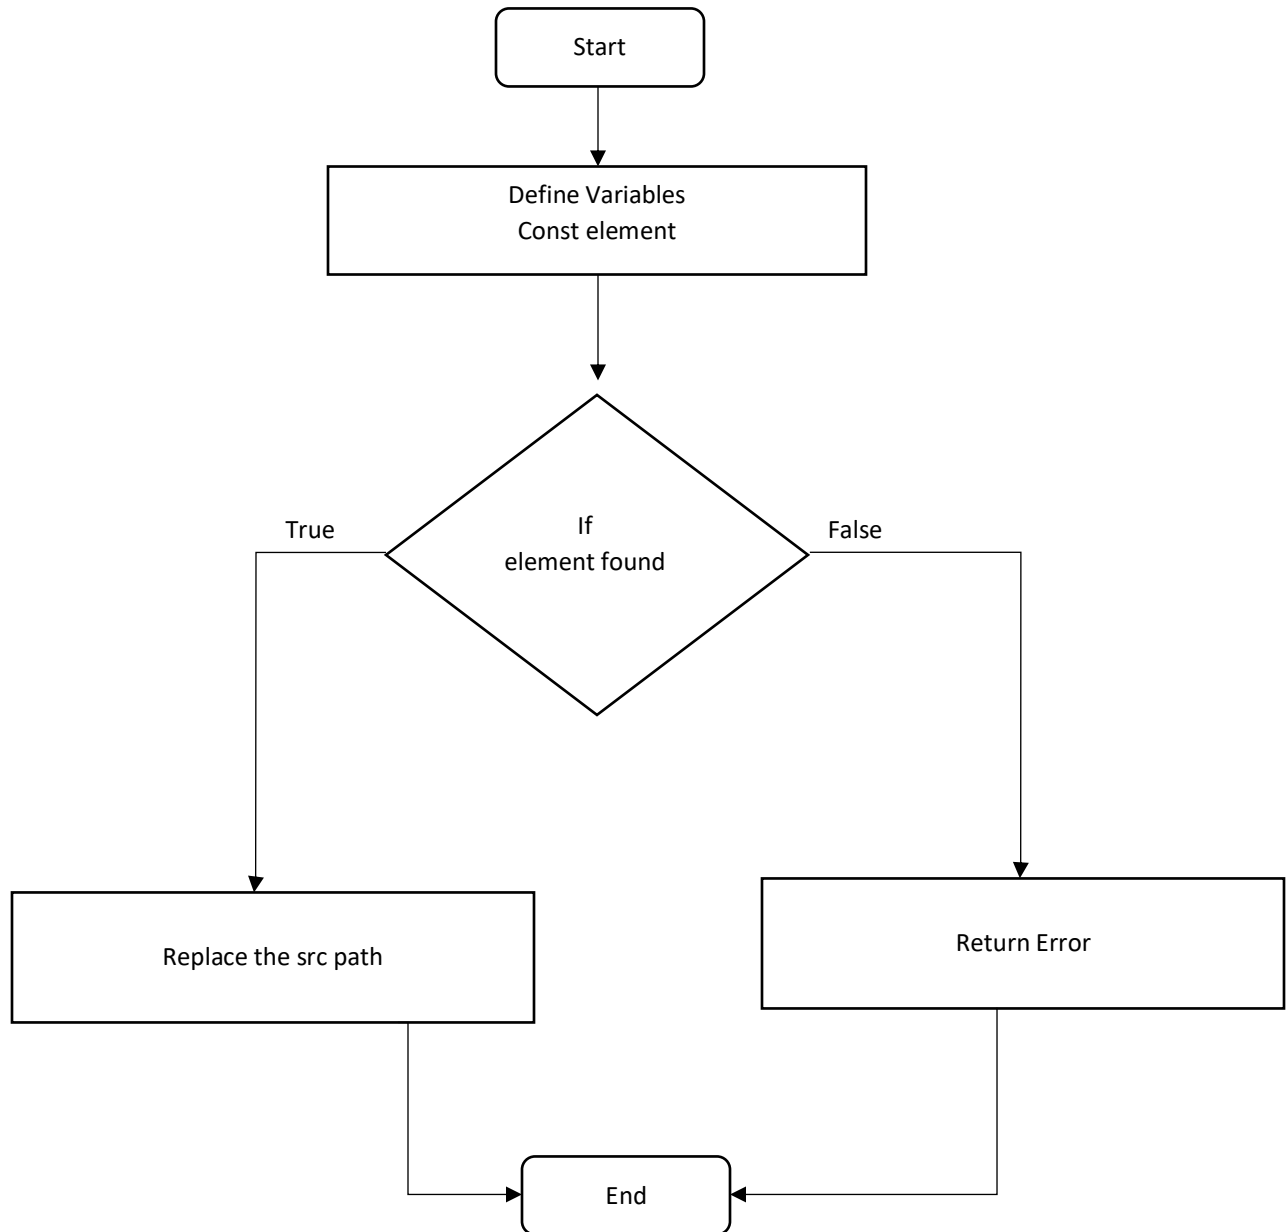 Start
Define Variables
Const element
If
element found
True
False
Replace the src path
Return Error
End